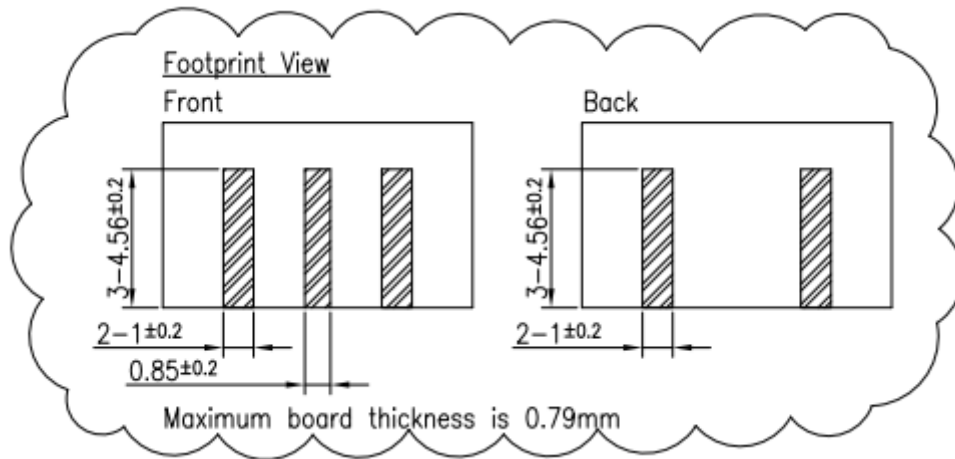 Footprint View
Front
Back
3-4.56±0.2
3-4.56±0.2
2-1±0.2
2-1±0.2
0.85±0.2
Maximum board thickness is 0.79mm